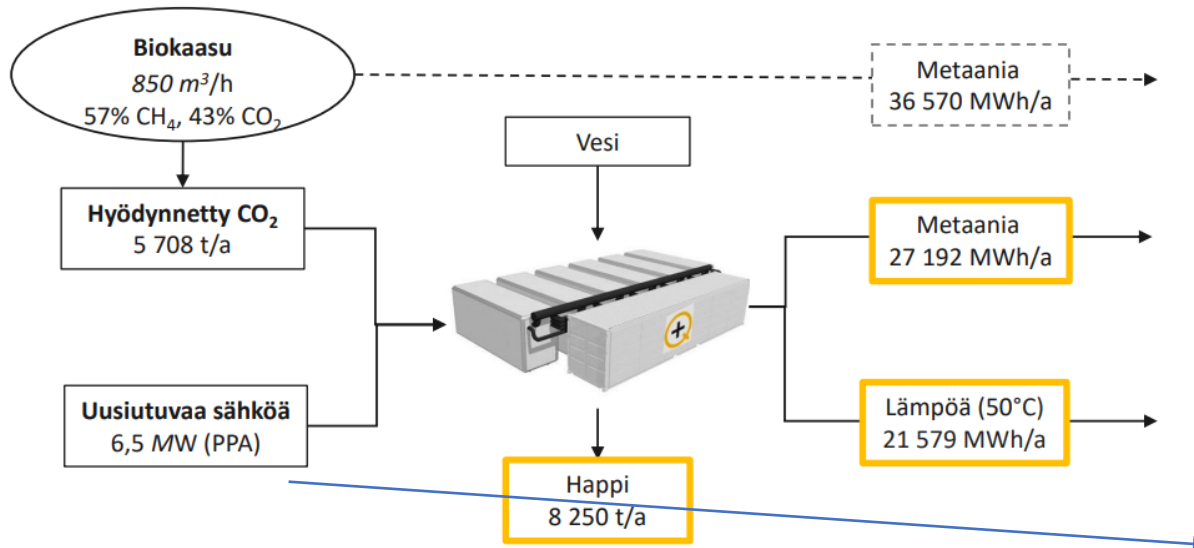 Biokaasu
850 m³/h
57% CH₄, 43% CO₂
Metaania
36 570 MWh/a
Vesi
Hyödynnetty CO₂
5 708 t/a
Metaania
27 192 MWh/a
Uusiutuvaa sähköä
6,5 MW (PPA)
Lämpöä (50°C)
21 579 MWh/a
Happi
8 250 t/a